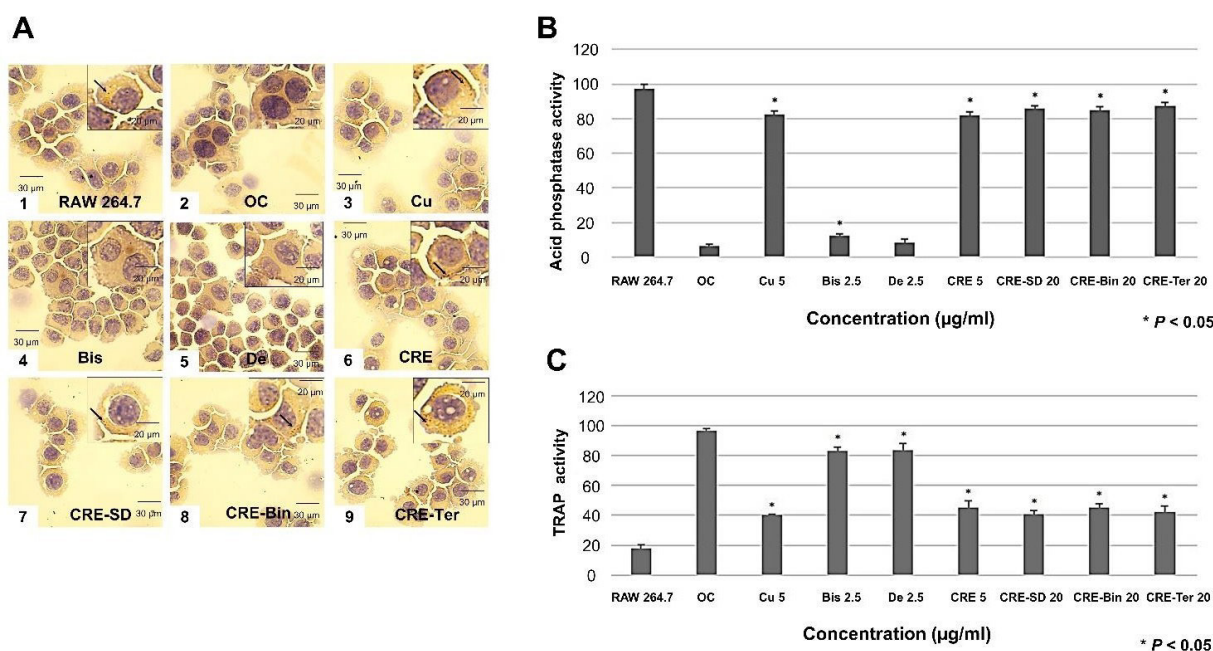 A
20 µm
30 µm
1
RAW 264.7
20 µm
30 µm
2
OC
20 µm
30 µm
3
Cu
20 µm
30 µm
4
Bis
20 µm
30 µm
5
De
30 µm
20 µm
6
CRE
20 µm
30 µm
7
CRE-SD
20 µm
30 µm
8
CRE-Bin
20 µm
30 µm
9
CRE-Ter
B
Acid phosphatase activity
120
100
80
60
40
20
0
* * * * * *
RAW 264.7 OC Cu 5 Bis 2.5 De 2.5 CRE 5 CRE-SD 20 CRE-Bin 20 CRE-Ter 20
Concentration (µg/ml)
* P < 0.05
C
TRAP activity
120
100
80
60
40
20
0
* * * * * * *
RAW 264.7 OC Cu 5 Bis 2.5 De 2.5 CRE 5 CRE-SD 20 CRE-Bin 20 CRE-Ter 20
Concentration (µg/ml)
* P < 0.05